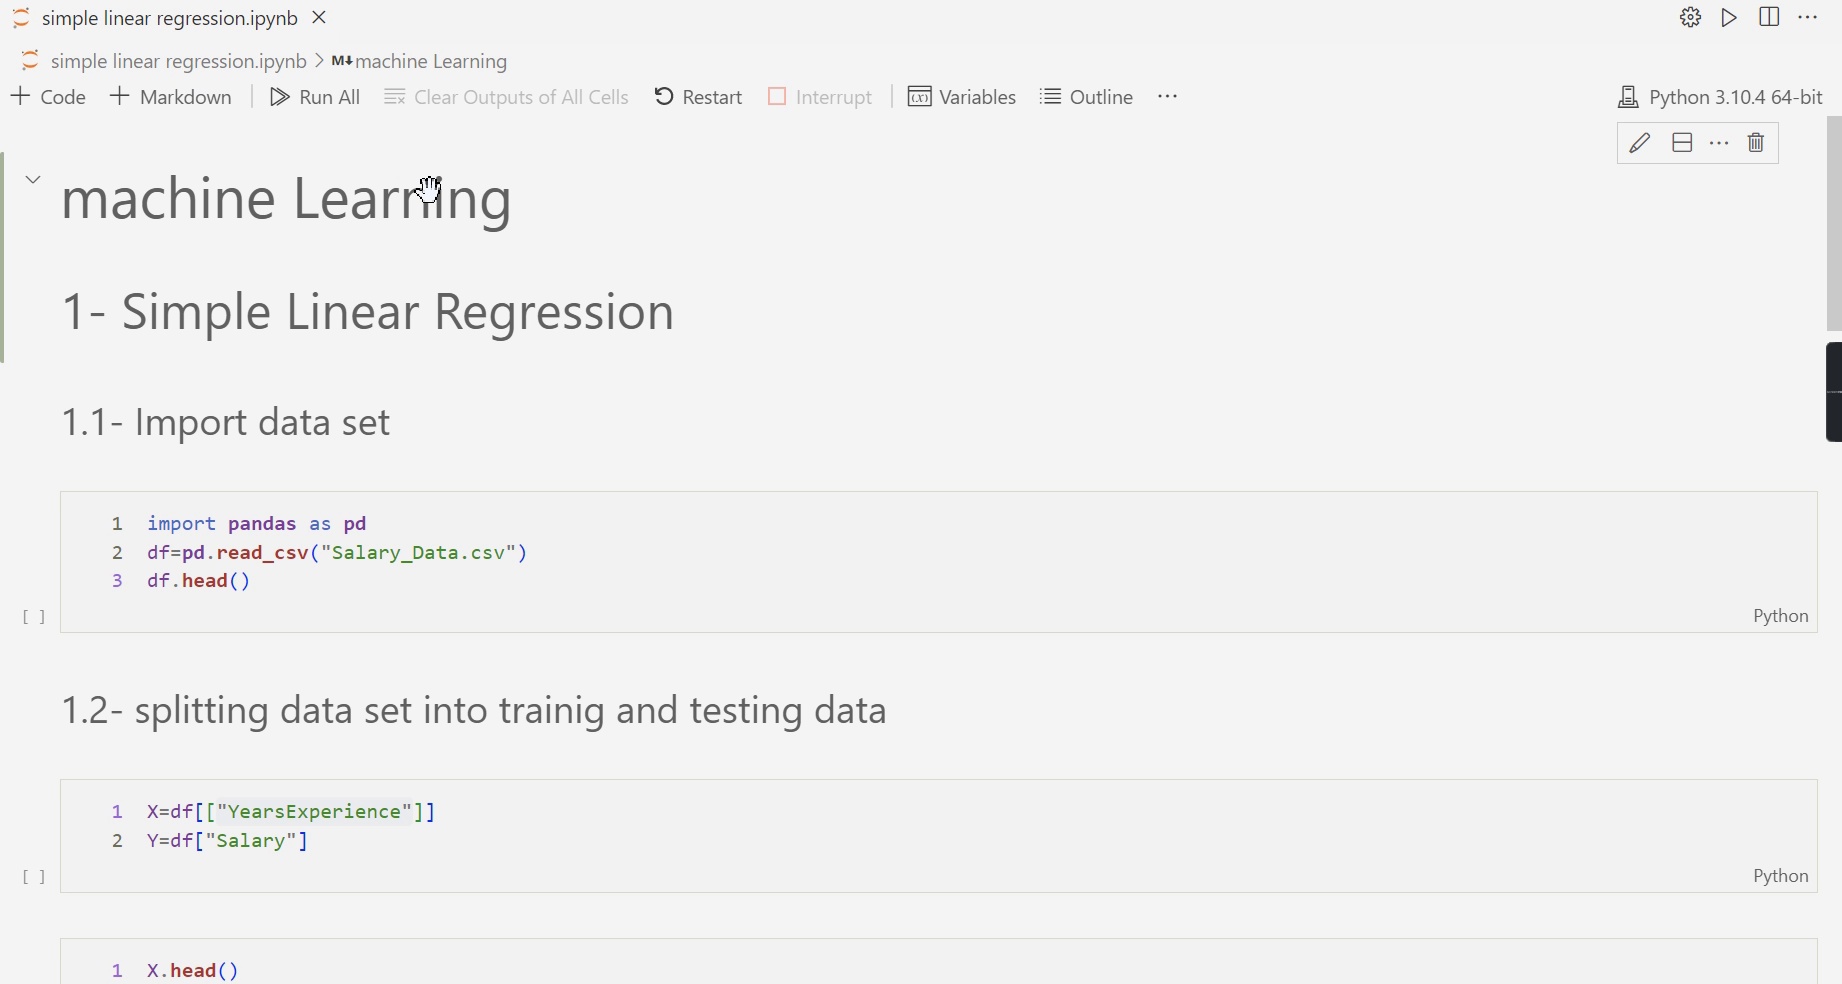 simple linear regression.ipynb
simple linear regression.ipynb > M↓ machine Learning
+ Code + Markdown Run All Clear Outputs of All Cells Restart Interrupt (x) Variables Outline ... Python 3.10.4 64-bit
machine Learning
1- Simple Linear Regression
1.1- Import data set
1 import pandas as pd
2 df=pd.read_csv("Salary_Data.csv")
3 df.head()
[ ] Python
1.2- splitting data set into trainig and testing data
1 X=df[["YearsExperience"]]
2 Y=df["Salary"]
[ ] Python
1 X.head()